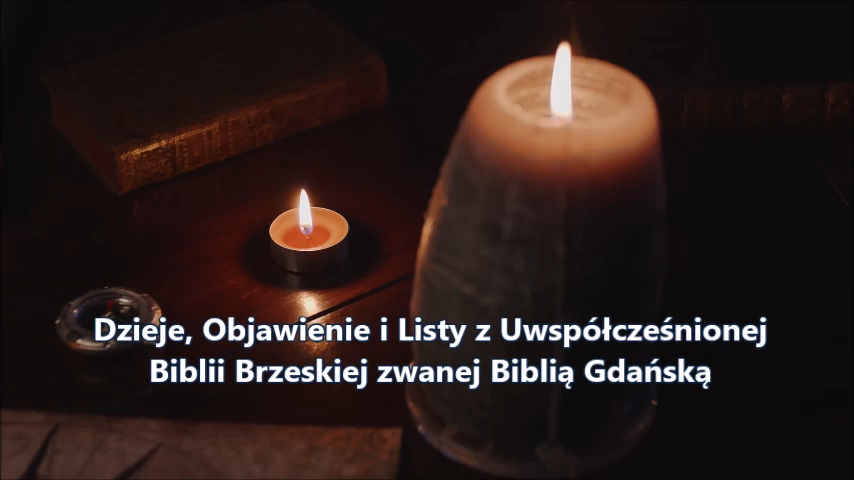 Dzieje, Objawienie i Listy z Uwspółcześnionej
Biblii Brzeskiej zwanej Biblią Gdańską